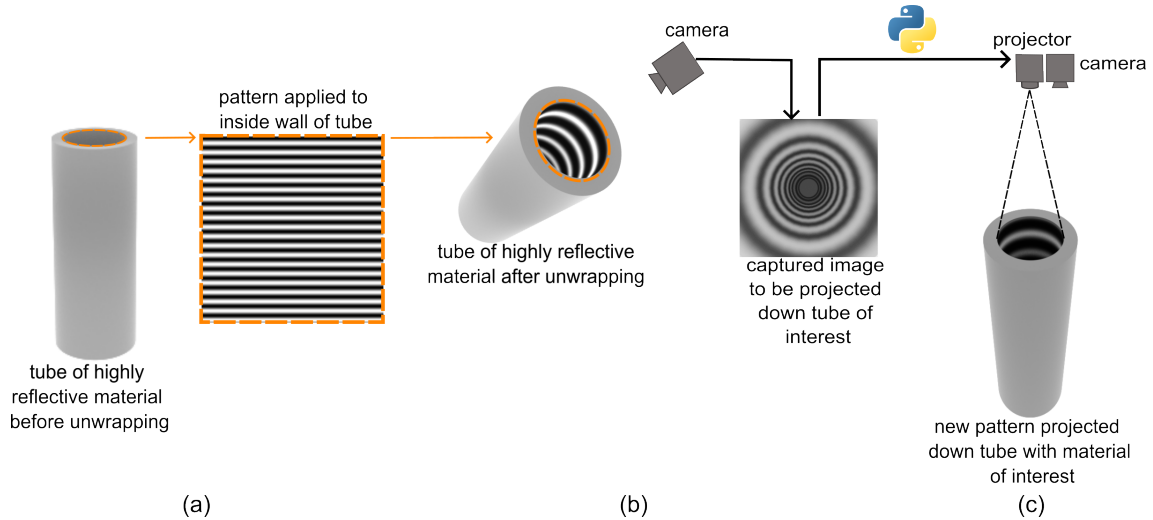 pattern applied to
inside wall of tube
tube of highly
reflective material
before unwrapping
tube of highly reflective
material after unwrapping
(a)
camera
captured image
to be projected
down tube of
interest
(b)
projector
camera
new pattern projected
down tube with material
of interest
(c)